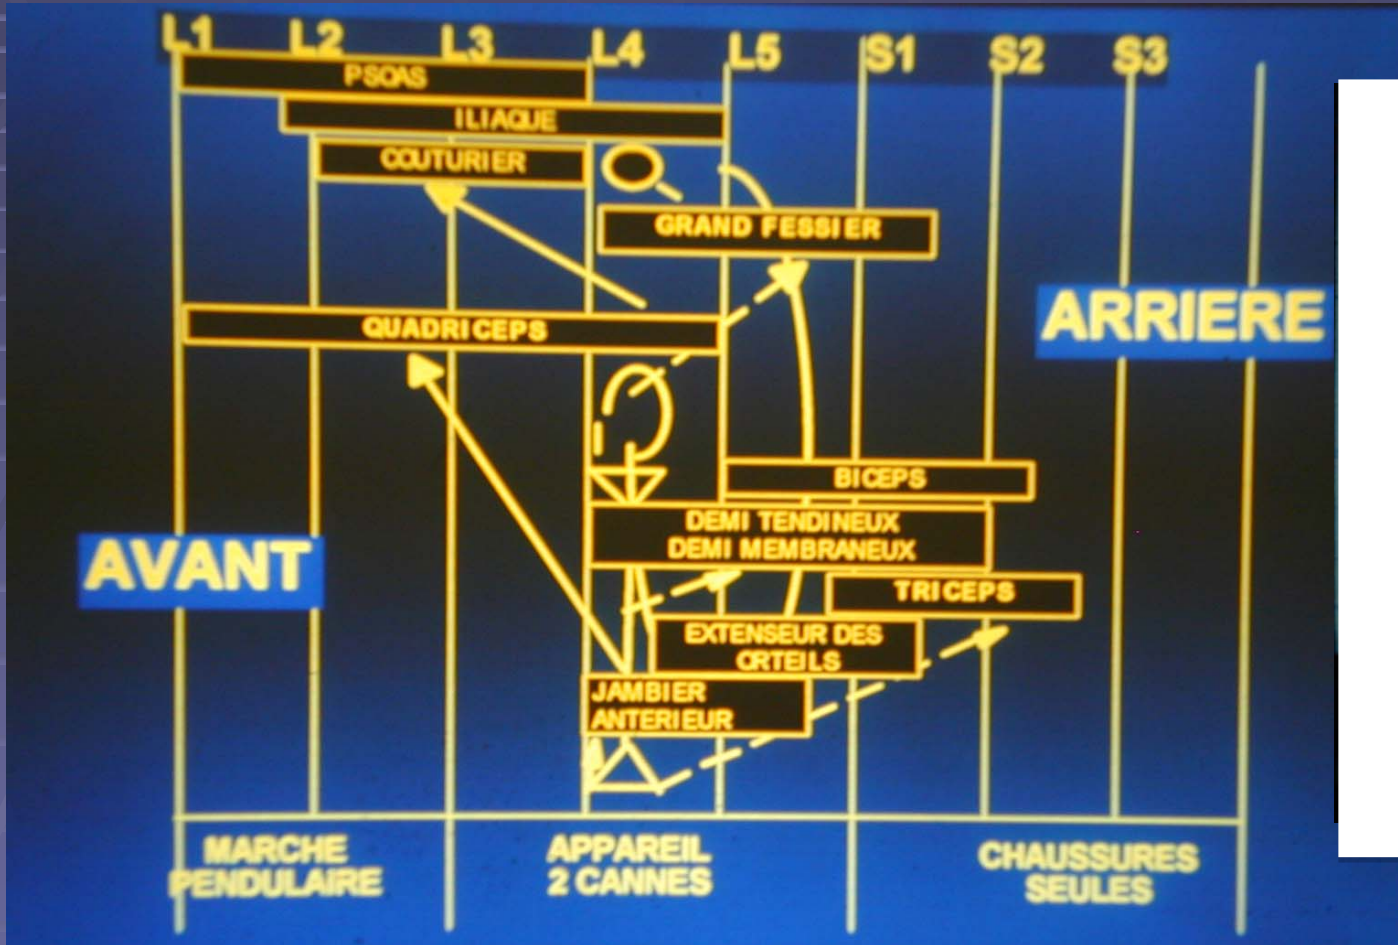 L1 L2 L3 L4 L5 S1 S2 S3
PSOAS
ILIAQUE
COUTURIER
GRAND FESSIER
ARRIERE
QUADRICEPS
BICEPS
DEMI TENDINEUX
DEMI MEMBRANEUX
AVANT
TRICEPS
EXTENSEUR DES
ORTEILS
JAMBIER
ANTERIEUR
MARCHE
PENDULAIRE
APPAREIL
2 CANNES
CHAUSSURES
SEULES